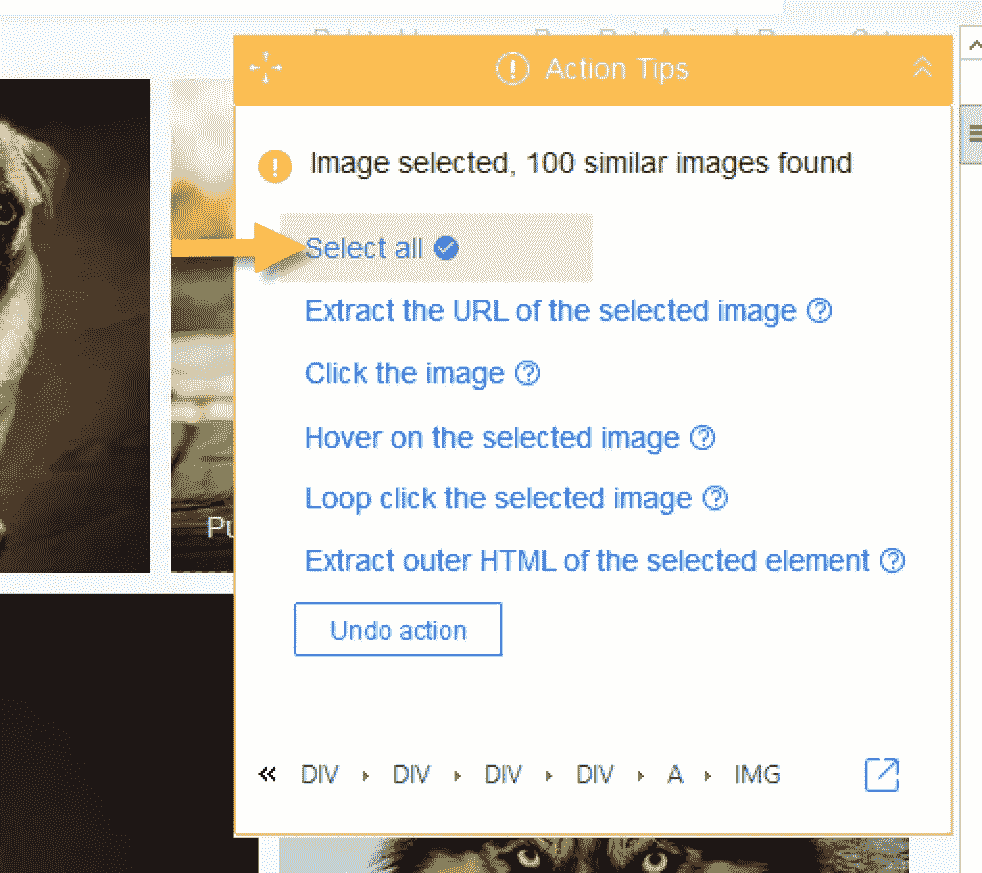 Action Tips
Image selected, 100 similar images found
Select all
Extract the URL of the selected image
Click the image
Hover on the selected image
Loop click the selected image
Extract outer HTML of the selected element
Pu
Undo action
« DIV DIV DIV DIV A IMG